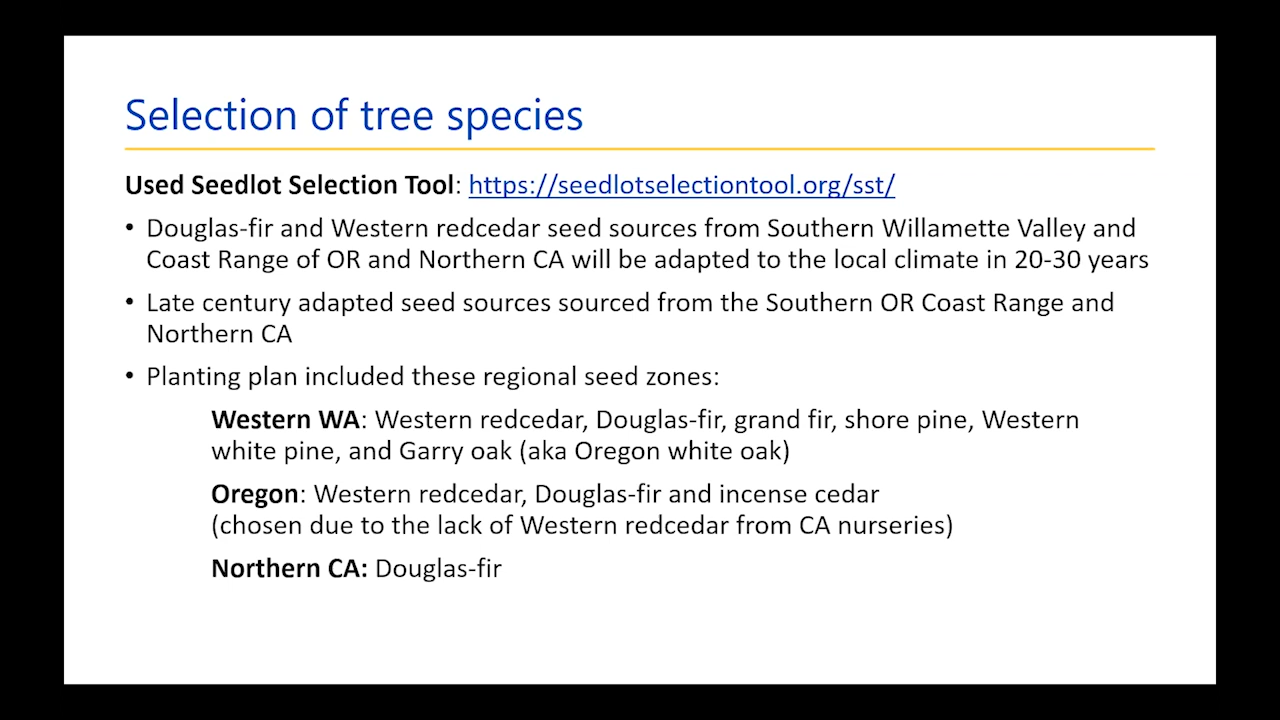 Selection of tree species
Used Seedlot Selection Tool: https://seedlotselectiontool.org/sst/
• Douglas-fir and Western redcedar seed sources from Southern Willamette Valley and
Coast Range of OR and Northern CA will be adapted to the local climate in 20-30 years
• Late century adapted seed sources sourced from the Southern OR Coast Range and
Northern CA
• Planting plan included these regional seed zones:
Western WA: Western redcedar, Douglas-fir, grand fir, shore pine, Western
white pine, and Garry oak (aka Oregon white oak)
Oregon: Western redcedar, Douglas-fir and incense cedar
(chosen due to the lack of Western redcedar from CA nurseries)
Northern CA: Douglas-fir